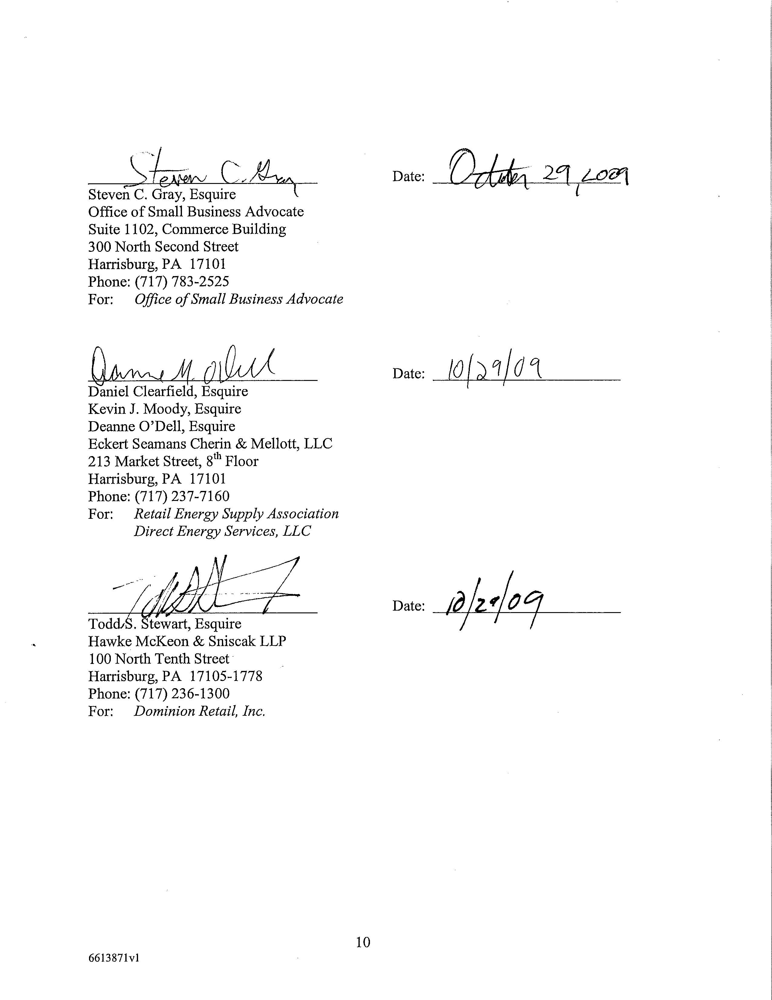 Steven C. Gray
Date: October 29, 2009
Steven C. Gray, Esquire
Office of Small Business Advocate
Suite 1102, Commerce Building
300 North Second Street
Harrisburg, PA 17101
Phone: (717) 783-2525
For: Office of Small Business Advocate
Deanne M. O'Dell
Date: 10/29/09
Daniel Clearfield, Esquire
Kevin J. Moody, Esquire
Deanne O’Dell, Esquire
Eckert Seamans Cherin & Mellott, LLC
213 Market Street, 8th Floor
Harrisburg, PA 17101
Phone: (717) 237-7160
For: Retail Energy Supply Association
Direct Energy Services, LLC
Date: 10/29/09
Todd S. Stewart, Esquire
Hawke McKeon & Sniscak LLP
100 North Tenth Street
Harrisburg, PA 17105-1778
Phone: (717) 236-1300
For: Dominion Retail, Inc.
10
6613871v1